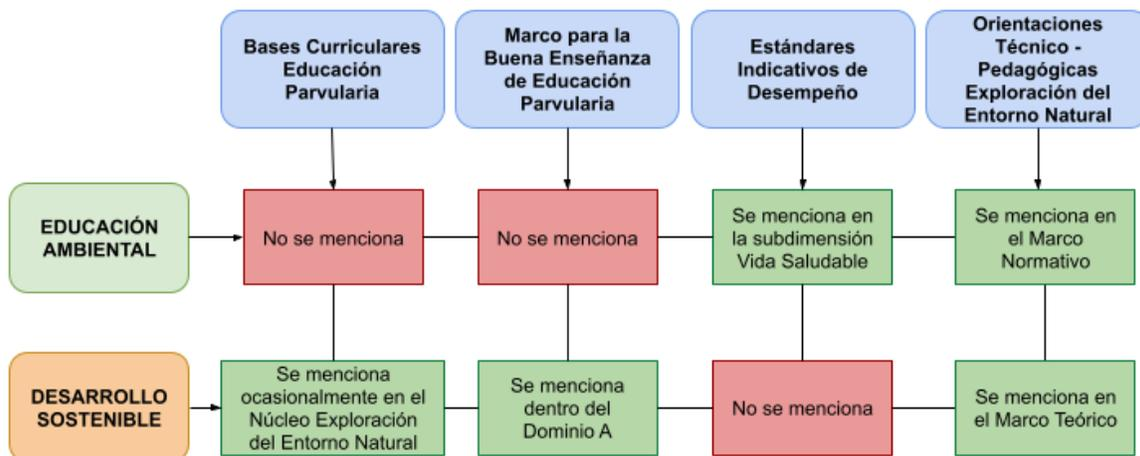 Bases Curriculares
Educación
Parvularia
Marco para la
Buena Enseñanza
de Educación
Parvularia
Estándares
Indicativos de
Desempeño
Orientaciones
Técnico -
Pedagógicas
Exploración del
Entorno Natural
EDUCACIÓN
AMBIENTAL
No se menciona
No se menciona
Se menciona en
la subdimensión
Vida Saludable
Se menciona en
el Marco
Normativo
DESARROLLO
SOSTENIBLE
Se menciona
ocasionalmente en el
Núcleo Exploración
del Entorno Natural
Se menciona
dentro del
Dominio A
No se menciona
Se menciona en
el Marco Teórico